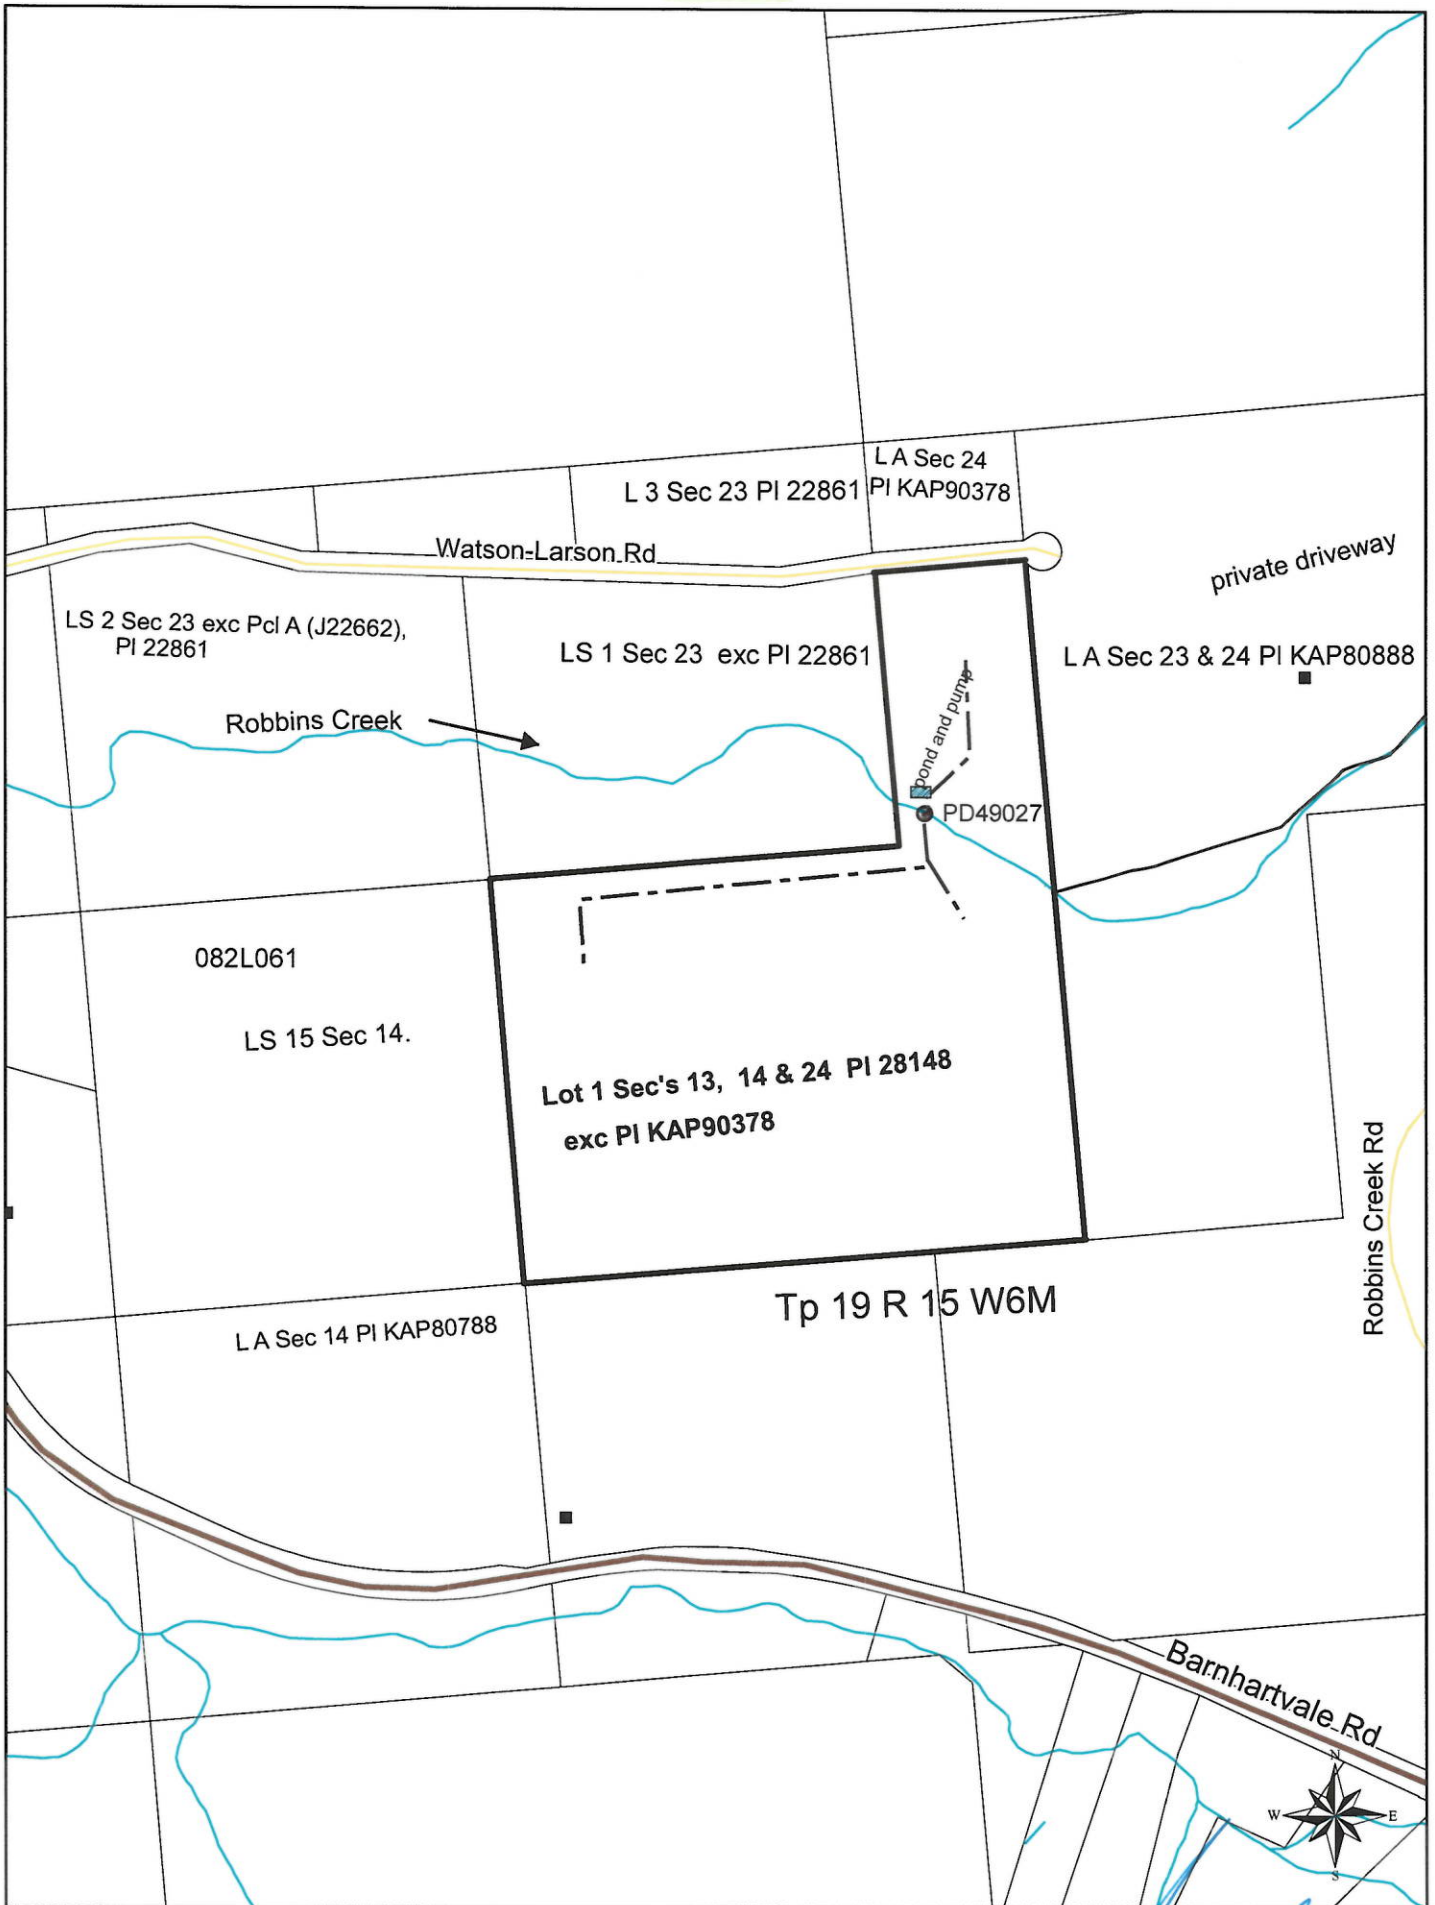 L A Sec 24
L 3 Sec 23 Pl 22861
Pl KAP90378
Watson-Larson Rd
private driveway
LS 2 Sec 23 exc Pcl A (J22662),
Pl 22861
LS 1 Sec 23 exc Pl 22861
L A Sec 23 & 24 Pl KAP80888
Robbins Creek
pond and pump
PD49027
082L061
LS 15 Sec 14.
Lot 1 Sec's 13, 14 & 24 Pl 28148
exc Pl KAP90378
Robbins Creek Rd
Tp 19 R 15 W6M
L A Sec 14 Pl KAP80788
Barnhartvale Rd
N
W
E
S